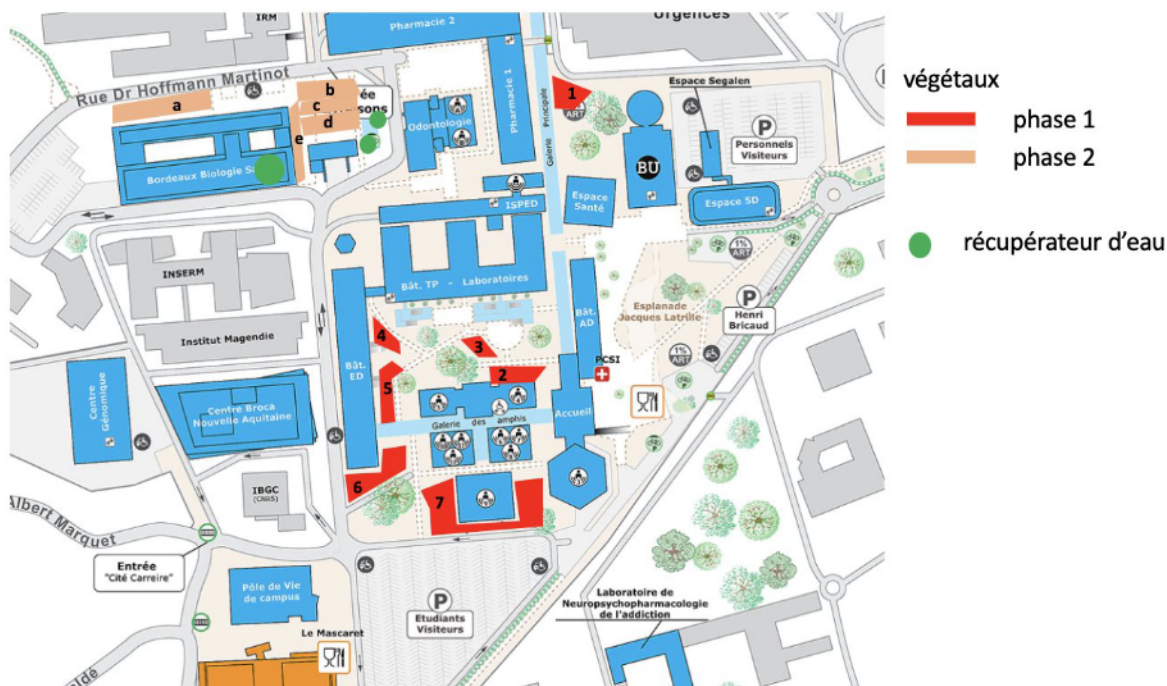 IRM
Pharmacie 2
Urgences
Rue Dr Hoffmann Martinot
Espace Segalen
végétaux
phase 1
phase 2
récupérateur d'eau
a
b
c
d
e
1
Odontologie
Pharmacie 1
Galerie Principale
ART
BU
P
Personnels
Visiteurs
Bordeaux Biologie
ISPED
Espace
Santé
Espace 5D
1%
ART
INSERM
Bât. TP - Laboratoires
Bât.
AD
Esplanade
Jacques Latrille
P
Henri
Bricaud
Institut Magendie
4
3
PCSI
1%
ART
Bât.
ED
5
2
Centre
Génomique
Centre Broca
Nouvelle Aquitaine
Galerie des amphis
Accueil
IBGC
(CNRS)
6
7
Albert Marquet
Entrée
"Cité Carreire"
Pôle de Vie
de campus
P
Etudiants
Visiteurs
Laboratoire de
Neuropsychopharmacologie
de l'addiction
Le Mascaret